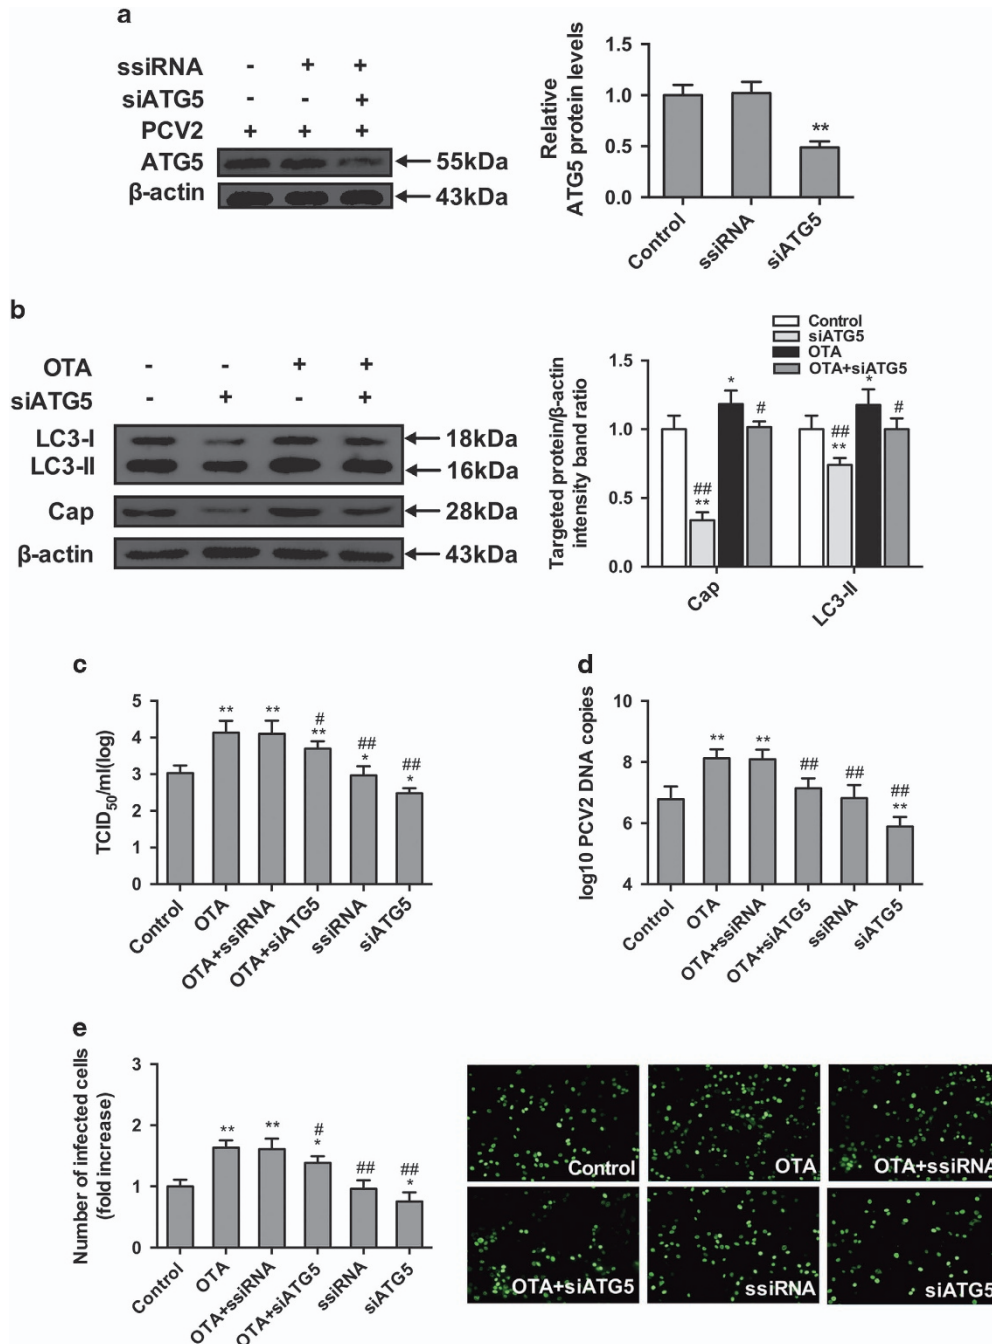 a
ssiRNA - + +
siATG5 - - +
PCV2 + + +
ATG5 55kDa
β-actin 43kDa
Relative
ATG5 protein levels
1.5
1.0
0.5
0.0
Control ssiRNA siATG5
**
b
OTA - - + +
siATG5 - + - +
LC3-I 18kDa
LC3-II 16kDa
Cap 28kDa
β-actin 43kDa
Control
siATG5
OTA
OTA+siATG5
Targeted protein/β-actin
intensity band ratio
1.5
1.0
0.5
0.0
## ** * # ## ** * #
Cap LC3-II
c
TCID50/ml(log)
5
4
3
2
1
0
** ** # ** ## * ## *
Control OTA OTA+ssiRNA OTA+siATG5 ssiRNA siATG5
d
log10 PCV2 DNA copies
10
8
6
4
** ** ## ## ## **
Control OTA OTA+ssiRNA OTA+siATG5 ssiRNA siATG5
e
Number of infected cells
(fold increase)
3
2
1
0
** ** # * ## ## *
Control OTA OTA+ssiRNA OTA+siATG5 ssiRNA siATG5
Control OTA OTA+ssiRNA
OTA+siATG5 ssiRNA siATG5